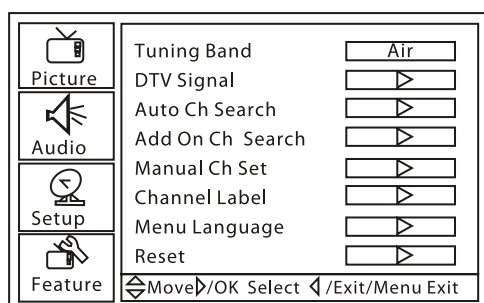 Picture
Audio
Setup
Feature
Tuning Band Air
DTV Signal
Auto Ch Search
Add On Ch Search
Manual Ch Set
Channel Label
Menu Language
Reset
Move /OK Select /Exit/Menu Exit